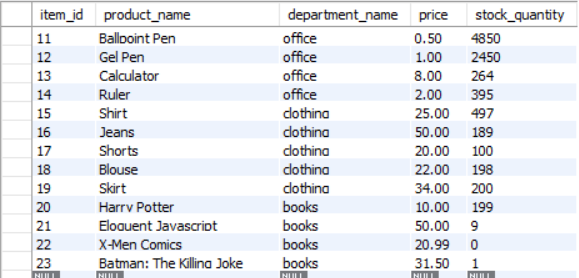 item_id product_name department_name price stock_quantity
11 Ballpoint Pen office 0.50 4850
12 Gel Pen office 1.00 2450
13 Calculator office 8.00 264
14 Ruler office 2.00 395
15 Shirt clothing 25.00 497
16 Jeans clothing 50.00 189
17 Shorts clothing 20.00 100
18 Blouse clothing 22.00 198
19 Skirt clothing 34.00 200
20 Harry Potter books 10.00 199
21 Eloquent Javascript books 50.00 9
22 X-Men Comics books 20.99 0
23 Batman: The Killing Joke books 31.50 1
NULL NULL NULL NULL NULL